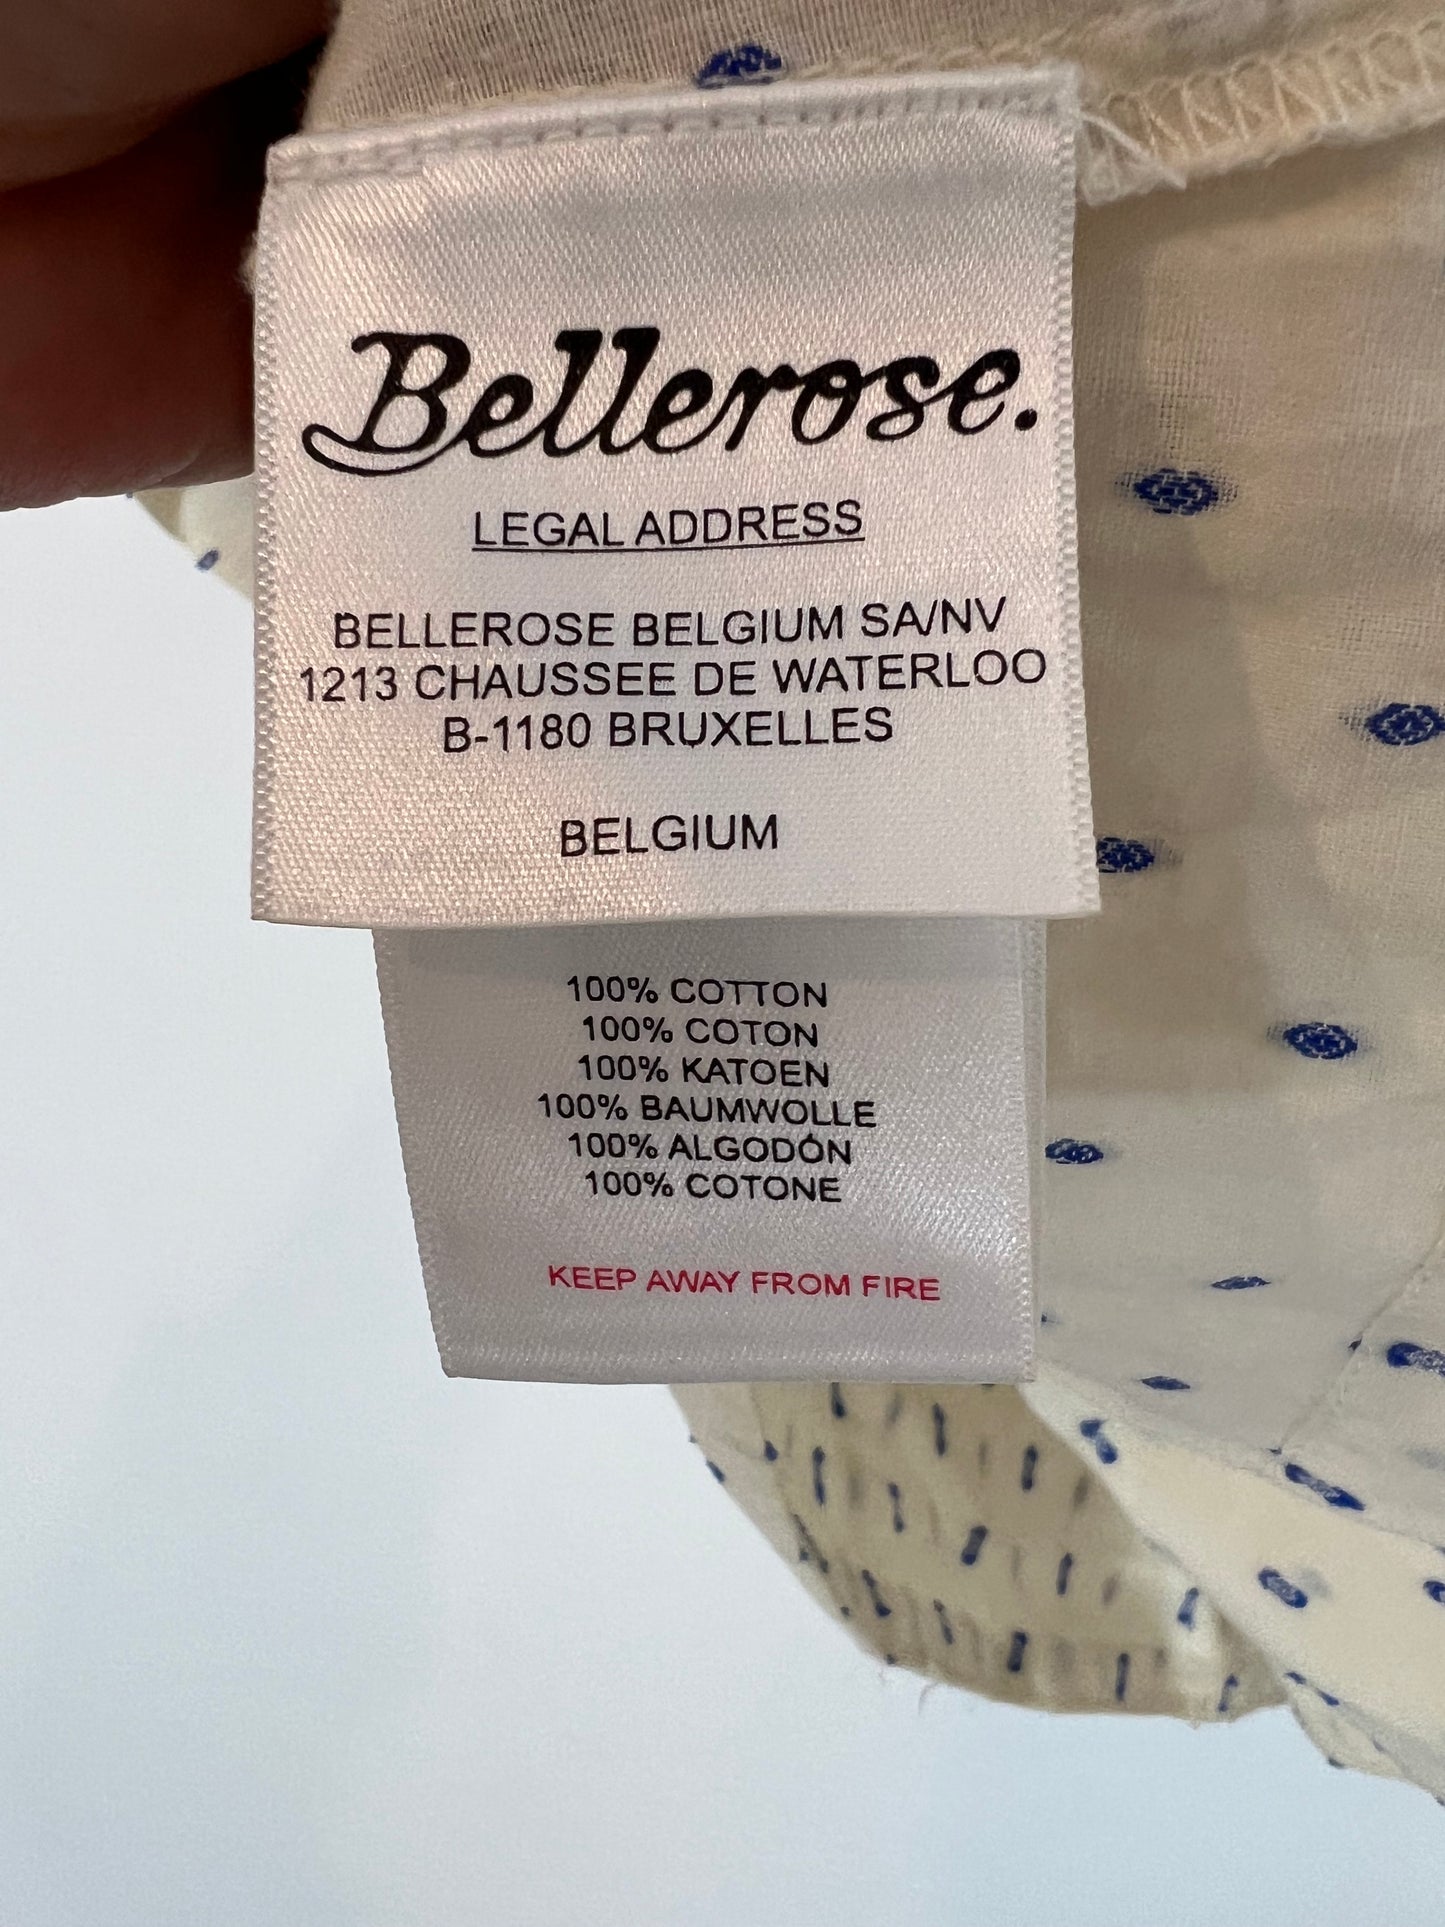 Bellerose.
LEGAL ADDRESS
BELLEROSE BELGIUM SA/NV
1213 CHAUSSEE DE WATERLOO
B-1180 BRUXELLES
BELGIUM
100% COTTON
100% COTON
100% KATOEN
100% BAUMWOLLE
100% ALGODÓN
100% COTONE
KEEP AWAY FROM FIRE